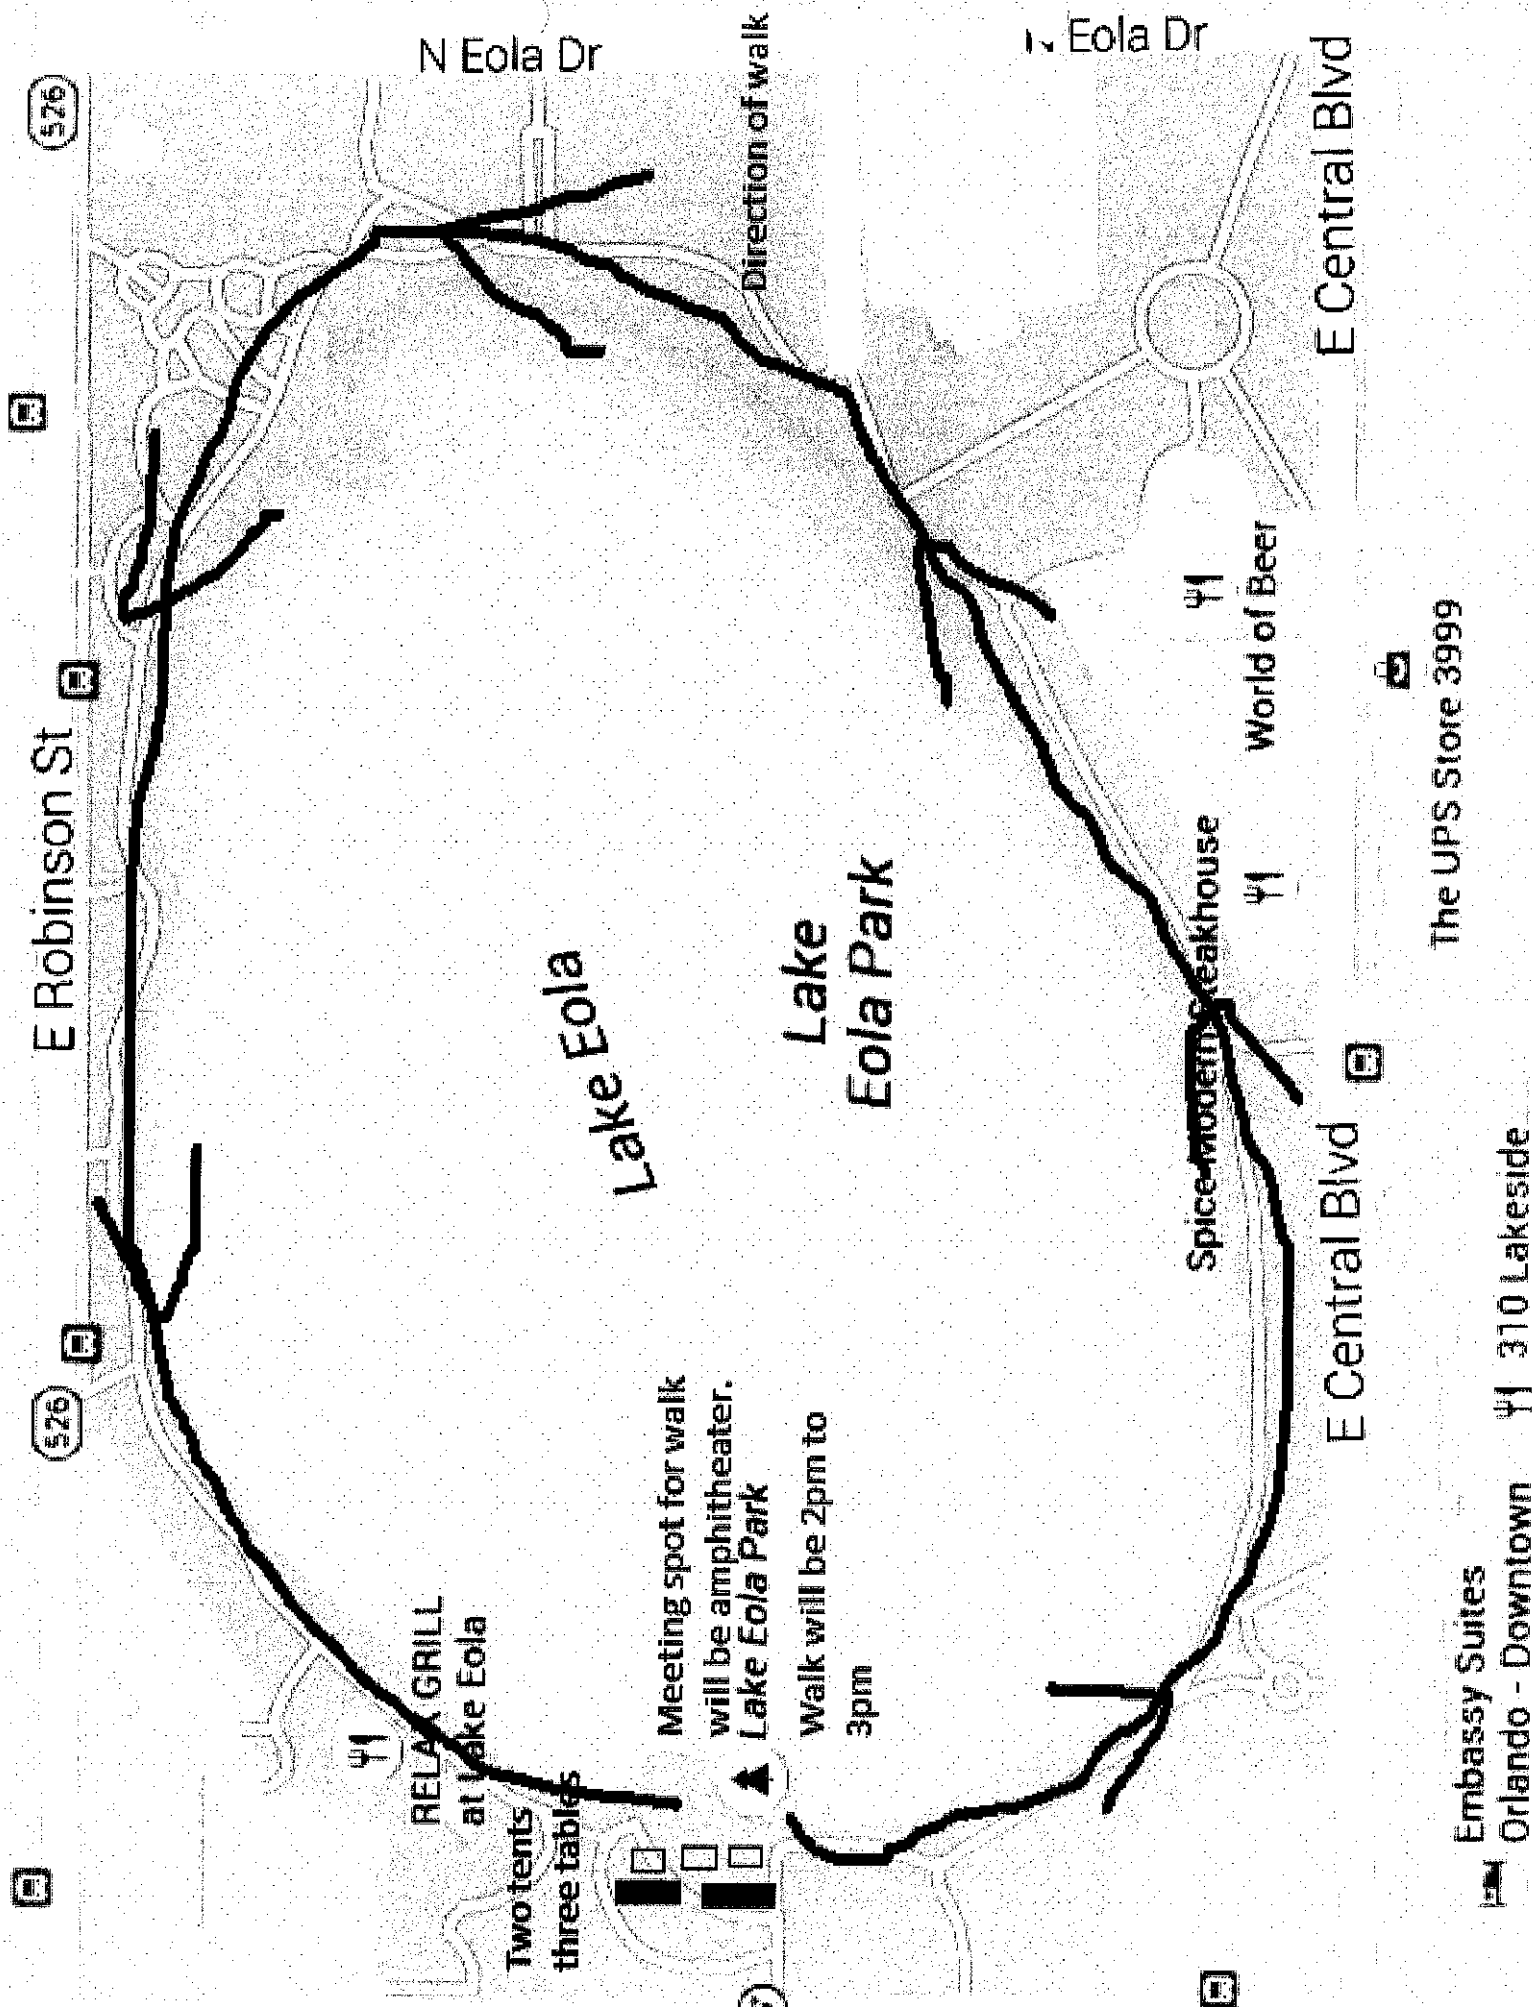 526
E Robinson St
526
N Eola Dr
Eola Dr
Direction of walk
RELAX GRILL
at Lake Eola
Two tents
three tables
Lake Eola
Meeting spot for walk
will be amphitheater.
Lake Eola Park
Walk will be 2pm to
3pm
Lake
Eola Park
Spice Modern Steakhouse
World of Beer
E Central Blvd
E Central Blvd
The UPS Store 3999
Embassy Suites
Orlando - Downtown
310 Lakeside